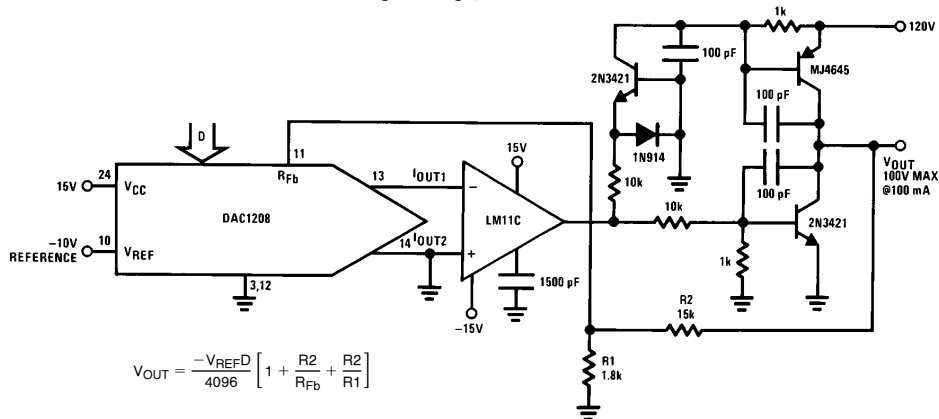 1k
120V
100 pF
2N3421
MJ4645
100 pF
D
1N914
11
15V
VOUT
100V MAX
@100 mA
RFb
24
13
IOUT1
10k
100 pF
15V
VCC
–
10k
DAC1208
LM11C
2N3421
–10V
REFERENCE
10
VREF
14
IOUT2
+
1k
3,12
1500 pF
R2
15k
–15V
VOUT = –VREFD / 4096 [1 + R2 / RFb + R2 / R1]
R1
1.8k